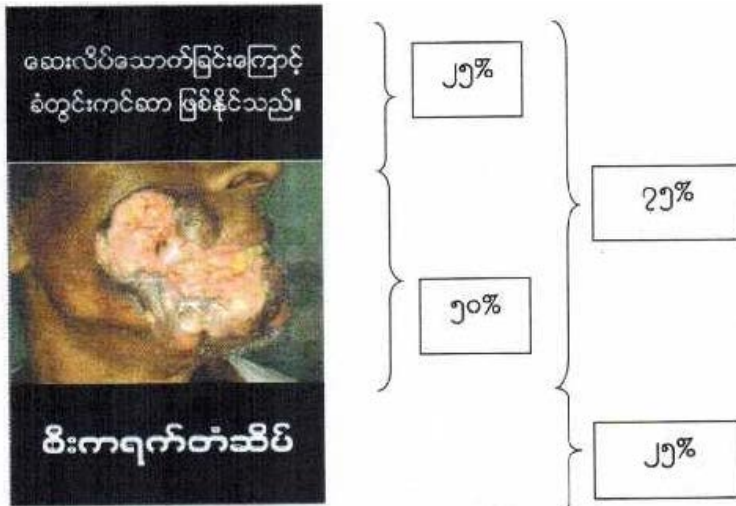 ဆေးလိပ်သောက်ခြင်းကြောင့်
ခံတွင်းကင်ဆာ ဖြစ်နိုင်သည်။
စီးကရက်တံဆိပ်
၂၅%
၅၀%
၇၅%
၂၅%